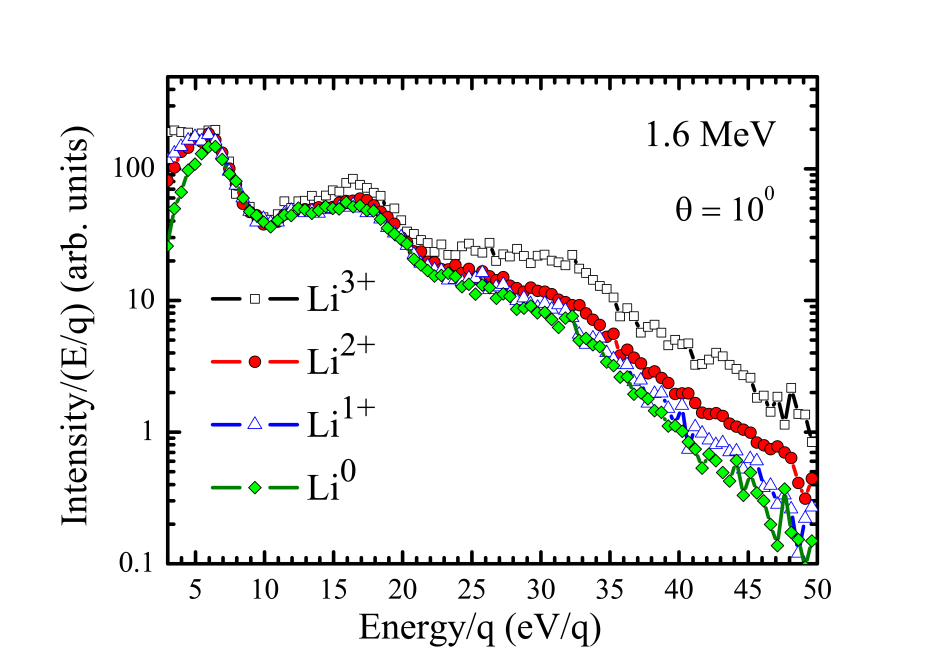 1.6 MeV
θ = 10⁰
Intensity/(E/q) (arb. units)
100
10
1
0.1
Li³⁺
Li²⁺
Li¹⁺
Li⁰
5 10 15 20 25 30 35 40 45 50
Energy/q (eV/q)